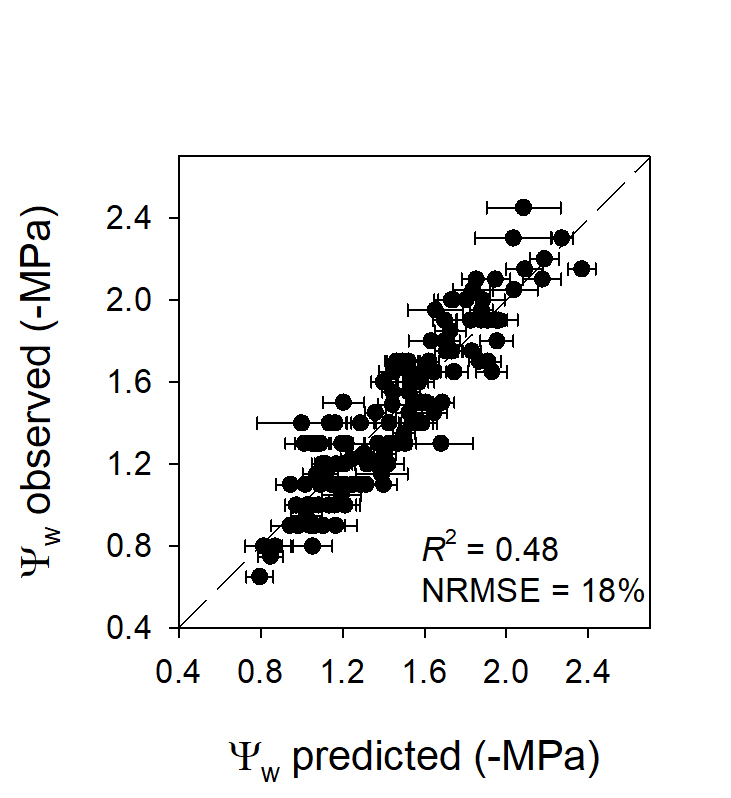 Ψw observed (-MPa)
2.4
2.0
1.6
1.2
0.8
0.4
R2 = 0.48
NRMSE = 18%
0.4 0.8 1.2 1.6 2.0 2.4
Ψw predicted (-MPa)